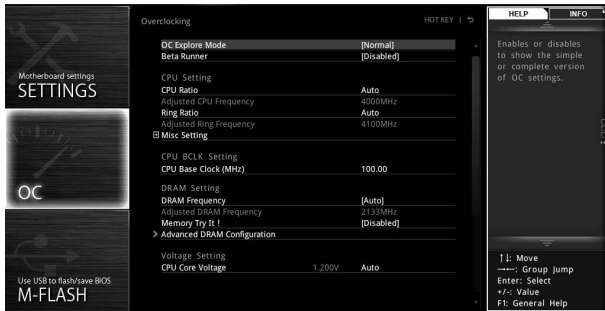 Motherboard settings
SETTINGS
OC
Use USB to flash/save BIOS
M-FLASH
Overclocking
HOT KEY
OC Explore Mode [Normal]
Beta Runner [Disabled]
CPU Setting
CPU Ratio Auto
Adjusted CPU Frequency 4000MHz
Ring Ratio Auto
Adjusted Ring Frequency 4100MHz
Misc Setting
CPU BCLK Setting
CPU Base Clock (MHz) 100.00
DRAM Setting
DRAM Frequency [Auto]
Adjusted DRAM Frequency 2133MHz
Memory Try It ! [Disabled]
Advanced DRAM Configuration
Voltage Setting
CPU Core Voltage 1.200V Auto
HELP INFO
Enables or disables
to show the simple
or complete version
of OC settings.
↑↓: Move
→←: Group Jump
Enter: Select
+/-: Value
F1: General Help